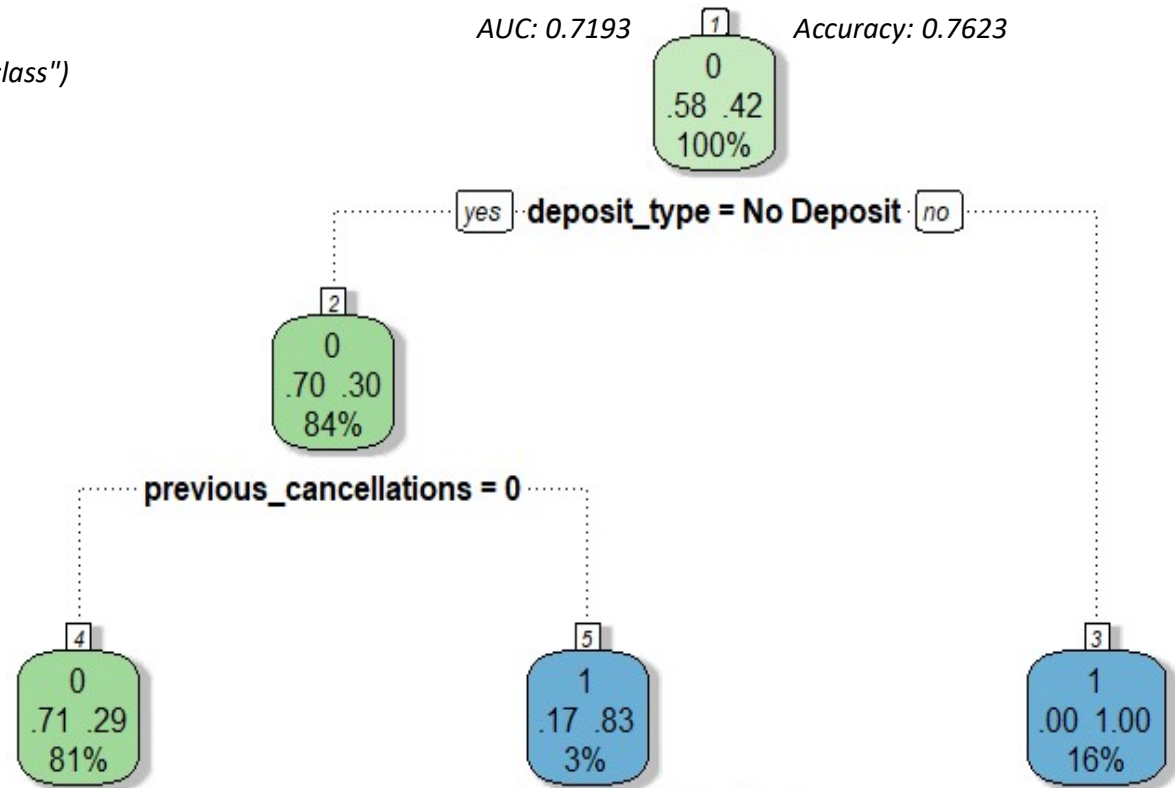 AUC: 0.7193 1 Accuracy: 0.7623
lass")
0
.58 .42
100%
yes deposit_type = No Deposit no
2
0
.70 .30
84%
previous_cancellations = 0
4 5 3
0 1 1
.71 .29 .17 .83 .00 1.00
81% 3% 16%